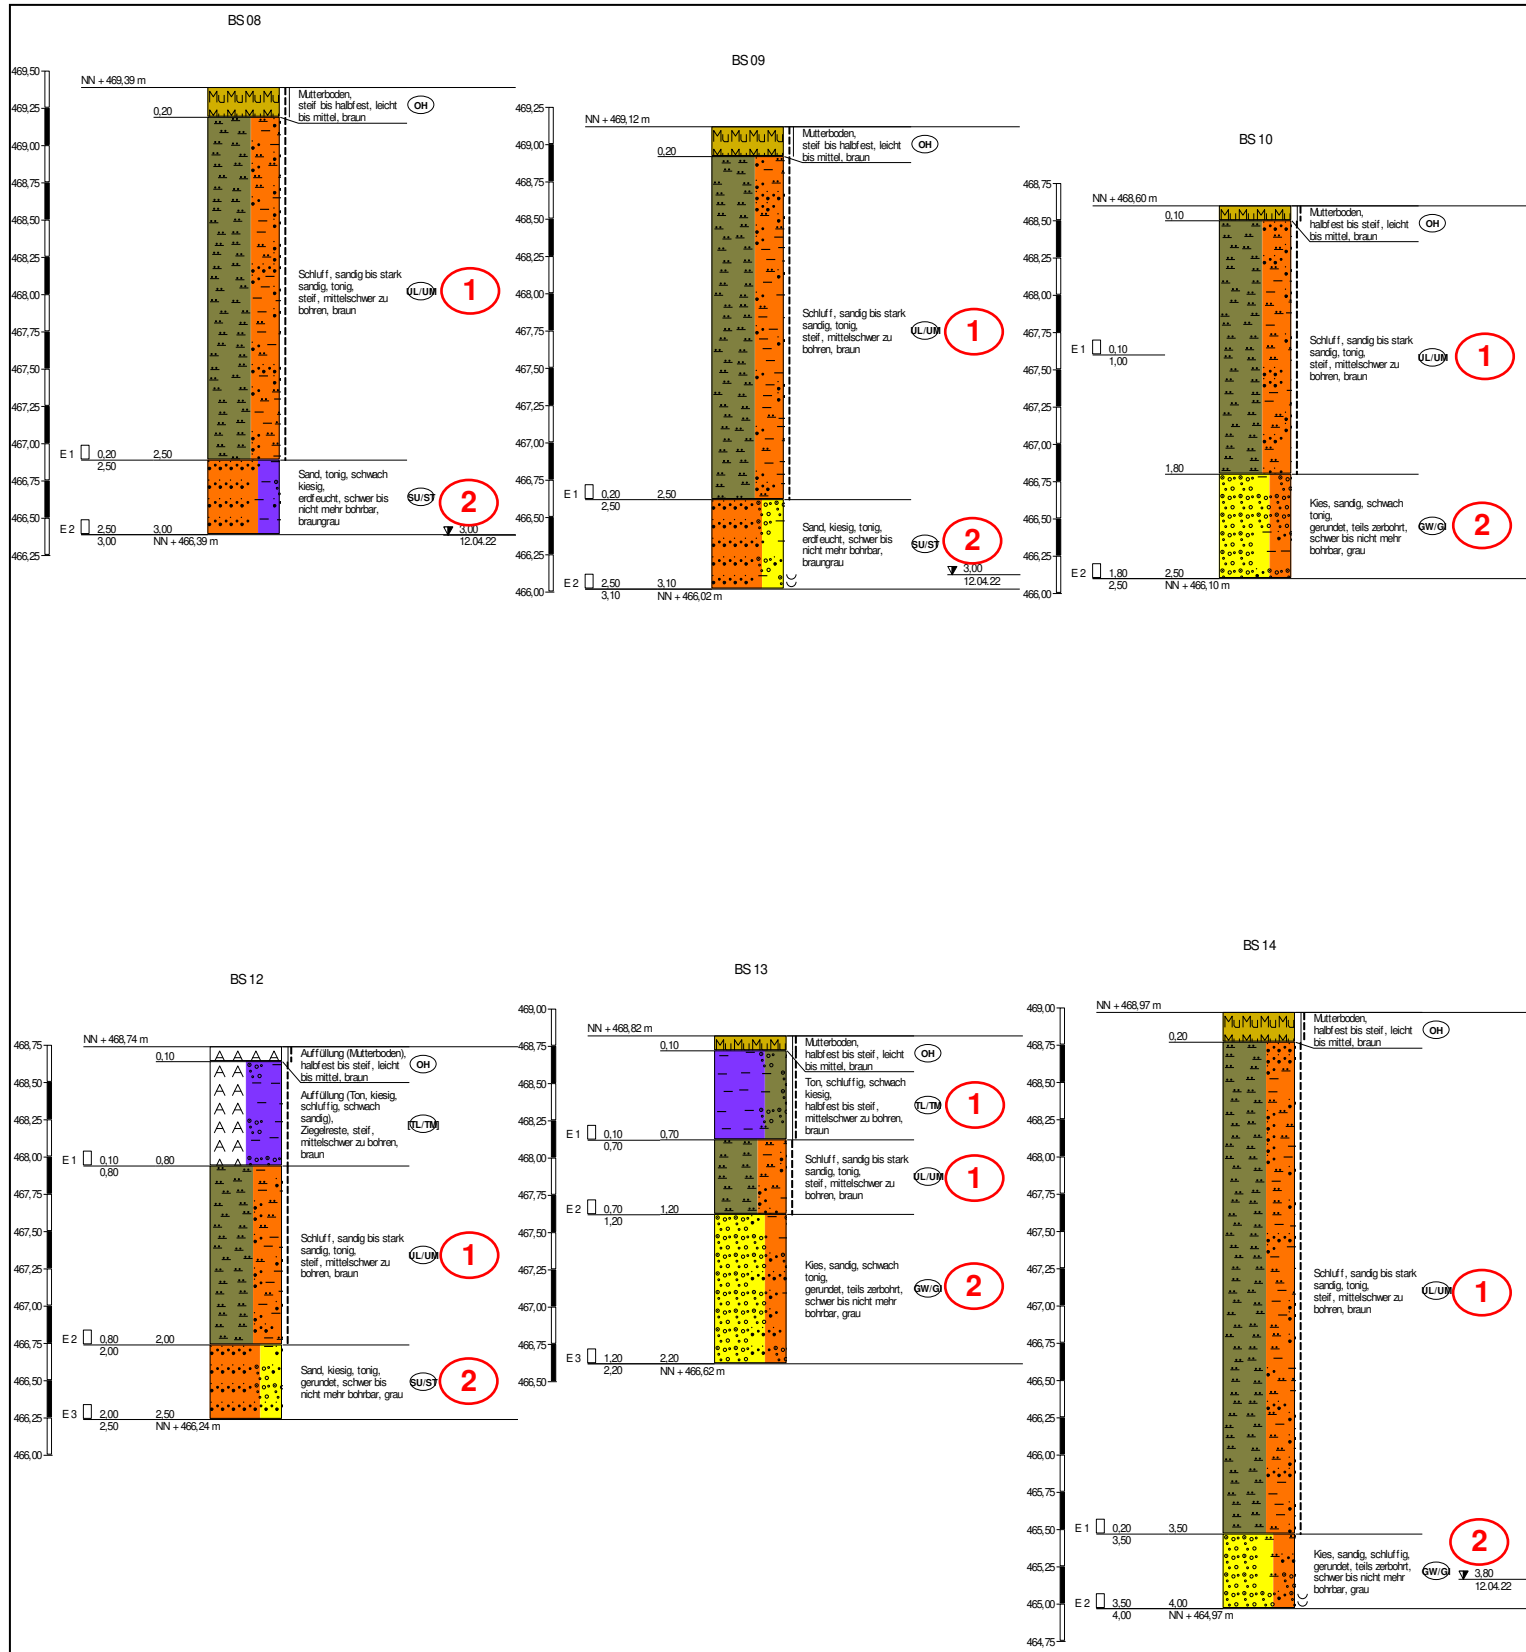 BS 08
469,50
469,25
469,00
468,75
468,50
468,25
468,00
467,75
467,50
467,25
467,00
466,75
466,50
466,25
NN + 469,39 m
0,20
Mu Mu Mu Mu
Mutterboden,
steif bis halbfest, leicht
bis mittel, braun
OH
Schluff, sandig bis stark
sandig, tonig,
steif, mittelschwer zu
bohren, braun
UL/UM
1
E 1 0,20 2,50
2,50
Sand, tonig, schwach
kiesig,
erdfeucht, schwer bis
nicht mehr bohrbar,
braungrau
SU/ST
2
E 2 2,50 3,00
3,00 NN + 466,39 m
3,00
12.04.22
BS 09
469,25
469,00
468,75
468,50
468,25
468,00
467,75
467,50
467,25
467,00
466,75
466,50
466,25
466,00
NN + 469,12 m
0,20
Mu Mu Mu Mu
Mutterboden,
steif bis halbfest, leicht
bis mittel, braun
OH
Schluff, sandig bis stark
sandig, tonig,
steif, mittelschwer zu
bohren, braun
UL/UM
1
E 1 0,20 2,50
2,50
Sand, kiesig, tonig,
erdfeucht, schwer bis
nicht mehr bohrbar,
braungrau
SU/ST
2
3,00
12.04.22
E 2 2,50 3,10
3,10 NN + 466,02 m
BS 10
468,75
468,50
468,25
468,00
467,75
467,50
467,25
467,00
466,75
466,50
466,25
466,00
NN + 468,60 m
0,10
Mu Mu Mu Mu
Mutterboden,
halbfest bis steif, leicht
bis mittel, braun
OH
E 1 0,10
1,00
Schluff, sandig bis stark
sandig, tonig,
steif, mittelschwer zu
bohren, braun
UL/UM
1
1,80
Kies, sandig, schwach
tonig,
gerundet, teils zerbohrt,
schwer bis nicht mehr
bohrbar, grau
GW/GI
2
E 2 1,80 2,50
2,50 NN + 466,10 m
BS 12
468,75
468,50
468,25
468,00
467,75
467,50
467,25
467,00
466,75
466,50
466,25
466,00
NN + 468,74 m
0,10
A A A A
Auffüllung (Mutterboden),
halbfest bis steif, leicht
bis mittel, braun
OH
Auffüllung (Ton, kiesig,
schluffig, schwach
sandig),
Ziegelreste, steif,
mittelschwer zu bohren,
braun
[TL/TM]
E 1 0,10 0,80
0,80
Schluff, sandig bis stark
sandig, tonig,
steif, mittelschwer zu
bohren, braun
UL/UM
1
E 2 0,80 2,00
2,00
Sand, kiesig, tonig,
gerundet, schwer bis
nicht mehr bohrbar, grau
SU/ST
2
E 3 2,00 2,50
2,50 NN + 466,24 m
BS 13
469,00
468,75
468,50
468,25
468,00
467,75
467,50
467,25
467,00
466,75
466,50
NN + 468,82 m
0,10
Mu Mu Mu Mu
Mutterboden,
halbfest bis steif, leicht
bis mittel, braun
OH
Ton, schluffig, schwach
kiesig,
halbfest bis steif,
mittelschwer zu bohren,
braun
TL/TM
1
E 1 0,10 0,70
0,70
Schluff, sandig bis stark
sandig, tonig,
steif, mittelschwer zu
bohren, braun
UL/UM
1
E 2 0,70 1,20
1,20
Kies, sandig, schwach
tonig,
gerundet, teils zerbohrt,
schwer bis nicht mehr
bohrbar, grau
GW/GI
2
E 3 1,20 2,20
2,20 NN + 466,62 m
BS 14
469,00
468,75
468,50
468,25
468,00
467,75
467,50
467,25
467,00
466,75
466,50
466,25
466,00
465,75
465,50
465,25
465,00
464,75
NN + 468,97 m
0,20
Mu Mu Mu Mu
Mutterboden,
halbfest bis steif, leicht
bis mittel, braun
OH
Schluff, sandig bis stark
sandig, tonig,
steif, mittelschwer zu
bohren, braun
UL/UM
1
E 1 0,20 3,50
3,50
Kies, sandig, schluffig,
gerundet, teils zerbohrt,
schwer bis nicht mehr
bohrbar, grau
GW/GI
2
3,80
12.04.22
E 2 3,50 4,00
4,00 NN + 464,97 m